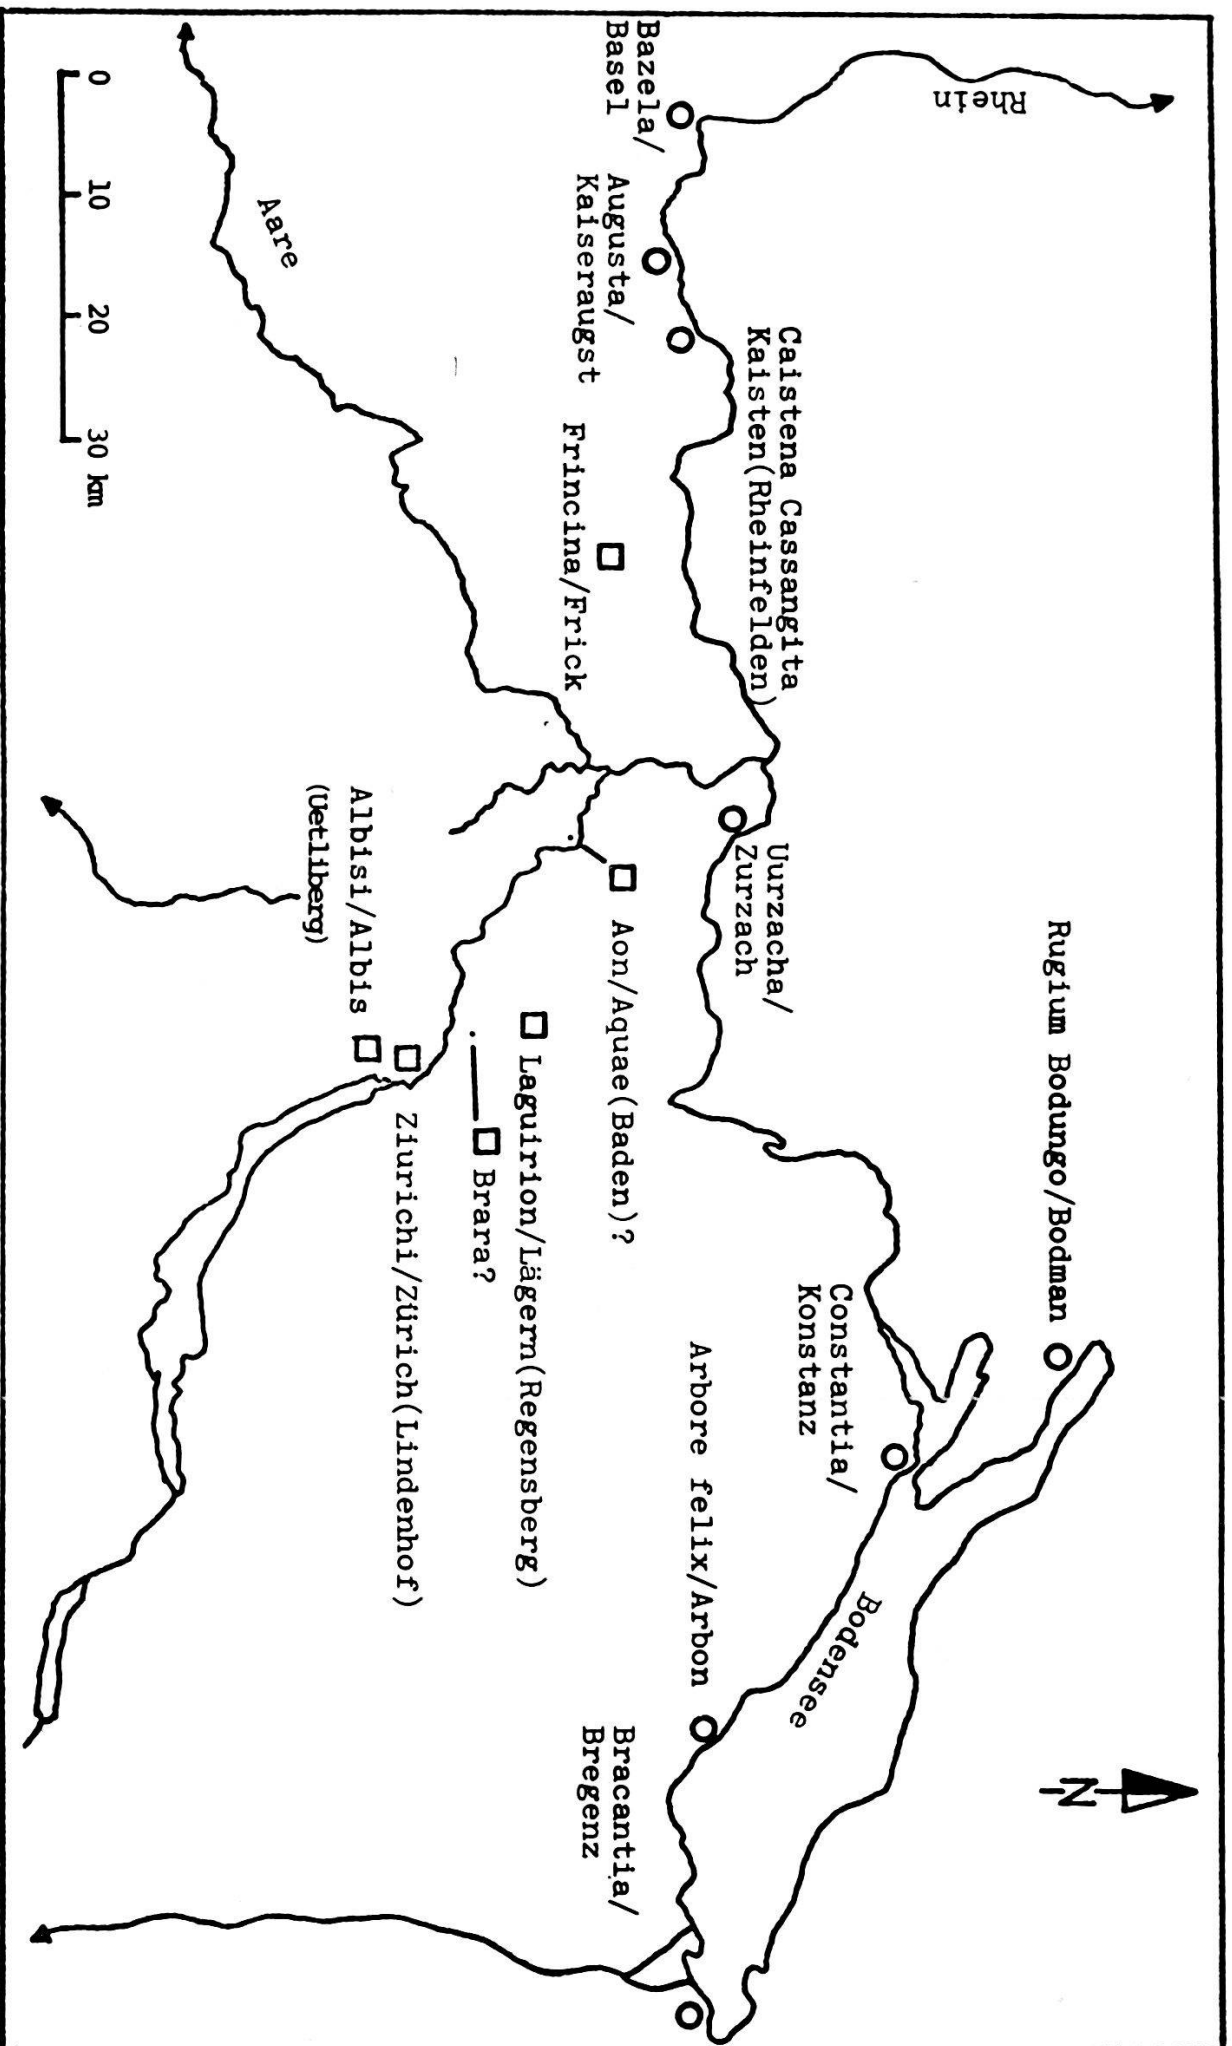 Rhein
Rugium Bodungo/Bodman
N
Bazela/
Basel
Augusta/
Kaiseraugst
Caistena Cassangita
Kaisten(Rheinfelden)
Uurzacha/
Zurzach
Constantia/
Konstanz
Bodensee
Arbore felix/Arbon
Bracantia/
Bregenz
Frincina/Frick
Aon/Aquae(Baden)?
Laguirion/Lägern(Regensberg)
Brara?
Ziurichi/Zürich(Lindenhof)
Albisi/Albis
(Uetliberg)
Aare
0 10 20 30 km